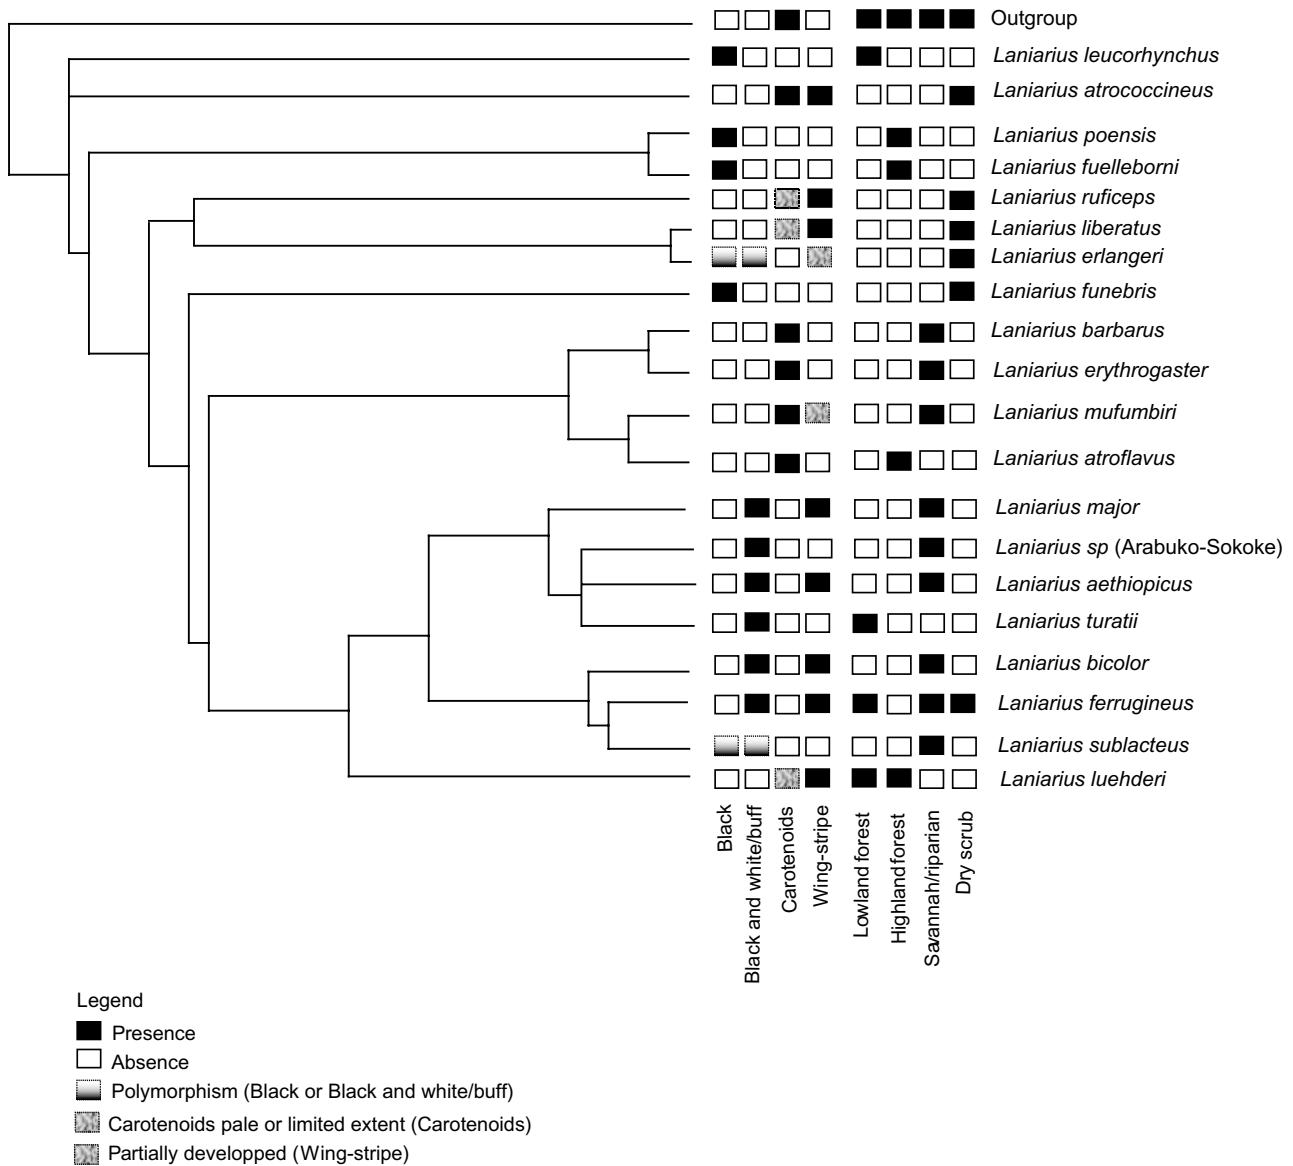 Outgroup
Laniarius leucorhynchus
Laniarius atrococcineus
Laniarius poensis
Laniarius fuelleborni
Laniarius ruficeps
Laniarius liberatus
Laniarius erlangeri
Laniarius funebris
Laniarius barbarus
Laniarius erythrogaster
Laniarius mufumbiri
Laniarius atroflavus
Laniarius major
Laniarius sp (Arabuko-Sokoke)
Laniarius aethiopicus
Laniarius turatii
Laniarius bicolor
Laniarius ferrugineus
Laniarius sublacteus
Laniarius luehderi
Black
Black and white/buff
Carotenoids
Wing-stripe
Lowland forest
Highland forest
Savannah/riparian
Dry scrub
Legend
Presence
Absence
Polymorphism (Black or Black and white/buff)
Carotenoids pale or limited extent (Carotenoids)
Partially developped (Wing-stripe)